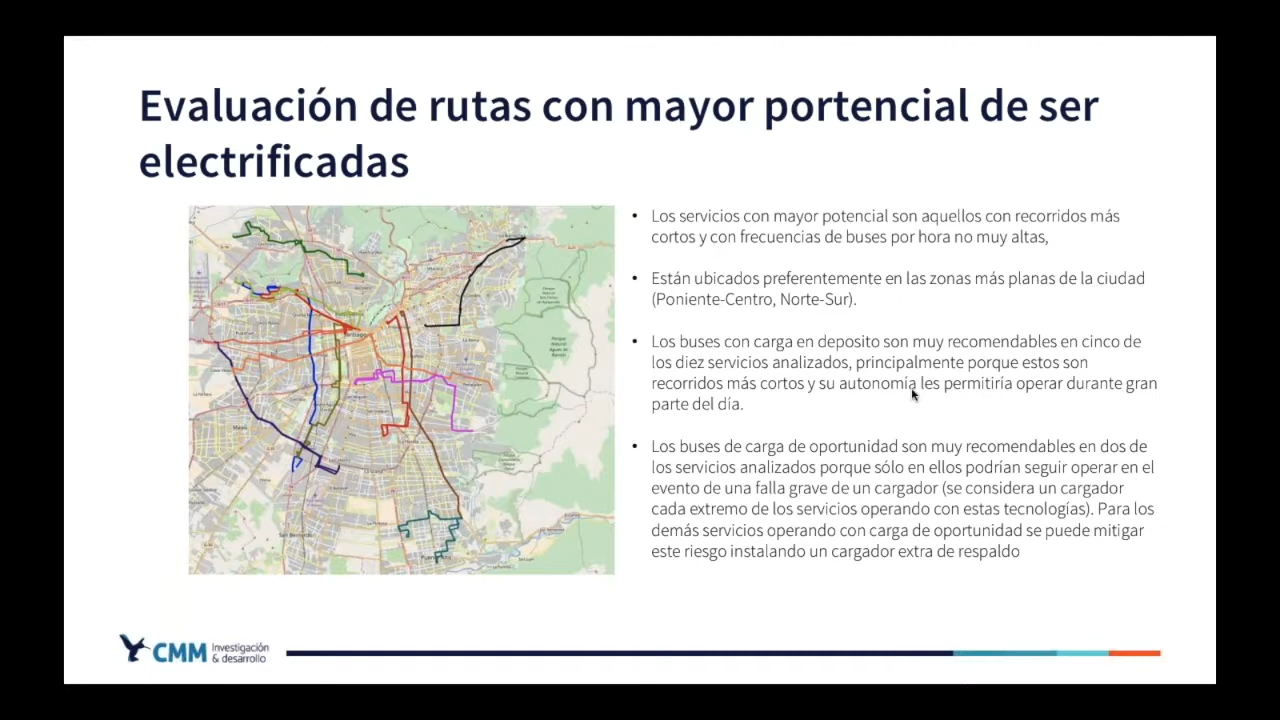 Evaluación de rutas con mayor portencial de ser
electrificadas
• Los servicios con mayor potencial son aquellos con recorridos más
cortos y con frecuencias de buses por hora no muy altas,
• Están ubicados preferentemente en las zonas más planas de la ciudad
(Poniente-Centro, Norte-Sur).
• Los buses con carga en deposito son muy recomendables en cinco de
los diez servicios analizados, principalmente porque estos son
recorridos más cortos y su autonomía les permitiría operar durante gran
parte del día.
• Los buses de carga de oportunidad son muy recomendables en dos de
los servicios analizados porque sólo en ellos podrían seguir operar en el
evento de una falla grave de un cargador (se considera un cargador
cada extremo de los servicios operando con estas tecnologías). Para los
demás servicios operando con carga de oportunidad se puede mitigar
este riesgo instalando un cargador extra de respaldo
CMM Investigación
& desarrollo